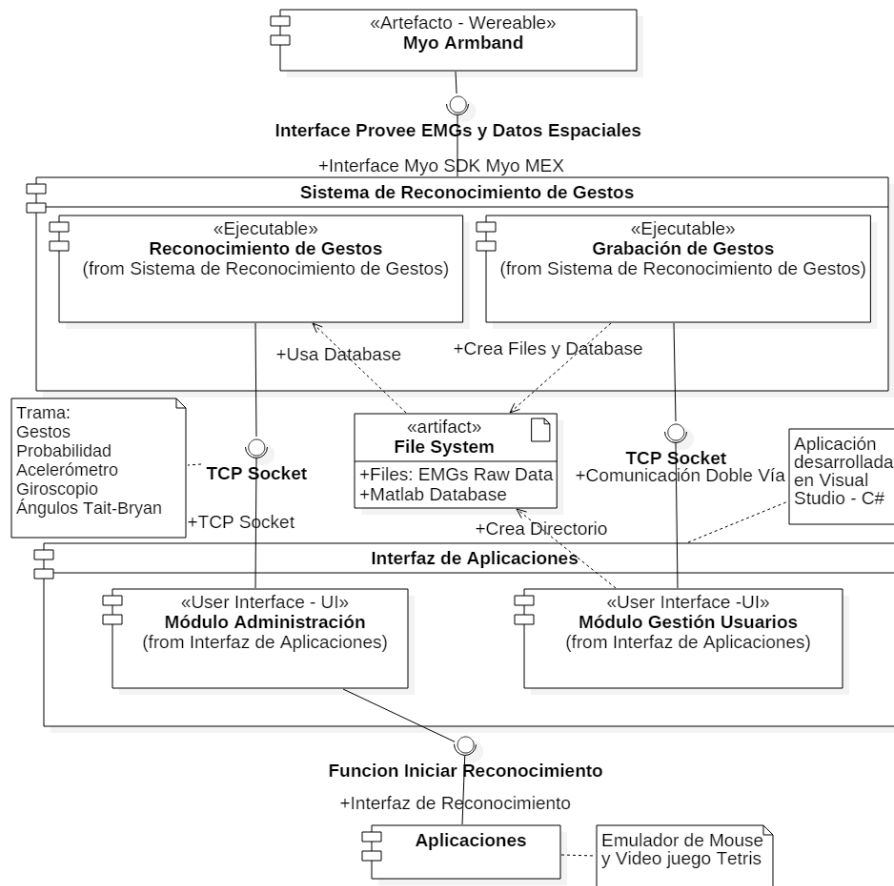 «Artefacto - Wereable»
Myo Armband
Interface Provee EMGs y Datos Espaciales
+Interface Myo SDK Myo MEX
Sistema de Reconocimiento de Gestos
«Ejecutable»
Reconocimiento de Gestos
(from Sistema de Reconocimiento de Gestos)
«Ejecutable»
Grabación de Gestos
(from Sistema de Reconocimiento de Gestos)
+Usa Database
+Crea Files y Database
Trama:
Gestos
Probabilidad
Acelerómetro
Giroscopio
Ángulos Tait-Bryan
TCP Socket
+TCP Socket
«artifact»
File System
+Files: EMGs Raw Data
+Matlab Database
TCP Socket
+Comunicación Doble Vía
Aplicación
desarrollada
en Visual
Studio - C#
+Crea Directorio
Interfaz de Aplicaciones
«User Interface - UI»
Módulo Administración
(from Interfaz de Aplicaciones)
«User Interface -UI»
Módulo Gestión Usuarios
(from Interfaz de Aplicaciones)
Funcion Iniciar Reconocimiento
+Interfaz de Reconocimiento
Aplicaciones
Emulador de Mouse
y Video juego Tetris